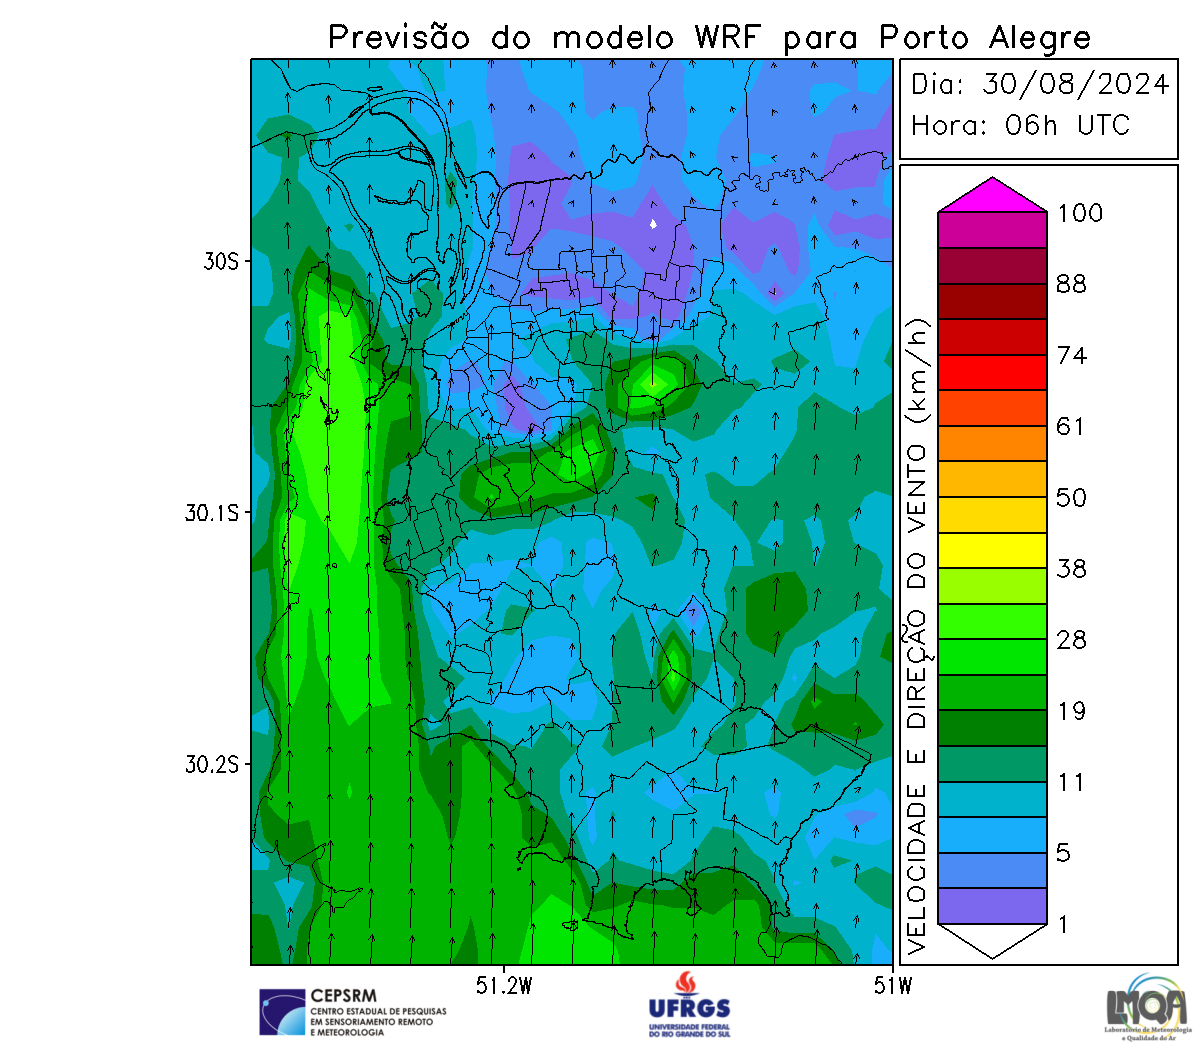 Previsão do modelo WRF para Porto Alegre
Dia: 30/08/2024
Hora: 06h UTC
100
88
74
61
50
38
28
19
11
5
1
VELOCIDADE E DIREÇÃO DO VENTO (km/h)
30S
30.1S
30.2S
51.2W
51W
CEPSRM
CENTRO ESTADUAL DE PESQUISAS
EM SENSORIAMENTO REMOTO
E METEOROLOGIA
UFRGS
UNIVERSIDADE FEDERAL
DO RIO GRANDE DO SUL
LMQA
Laboratório de Meteorologia
e Qualidade do Ar